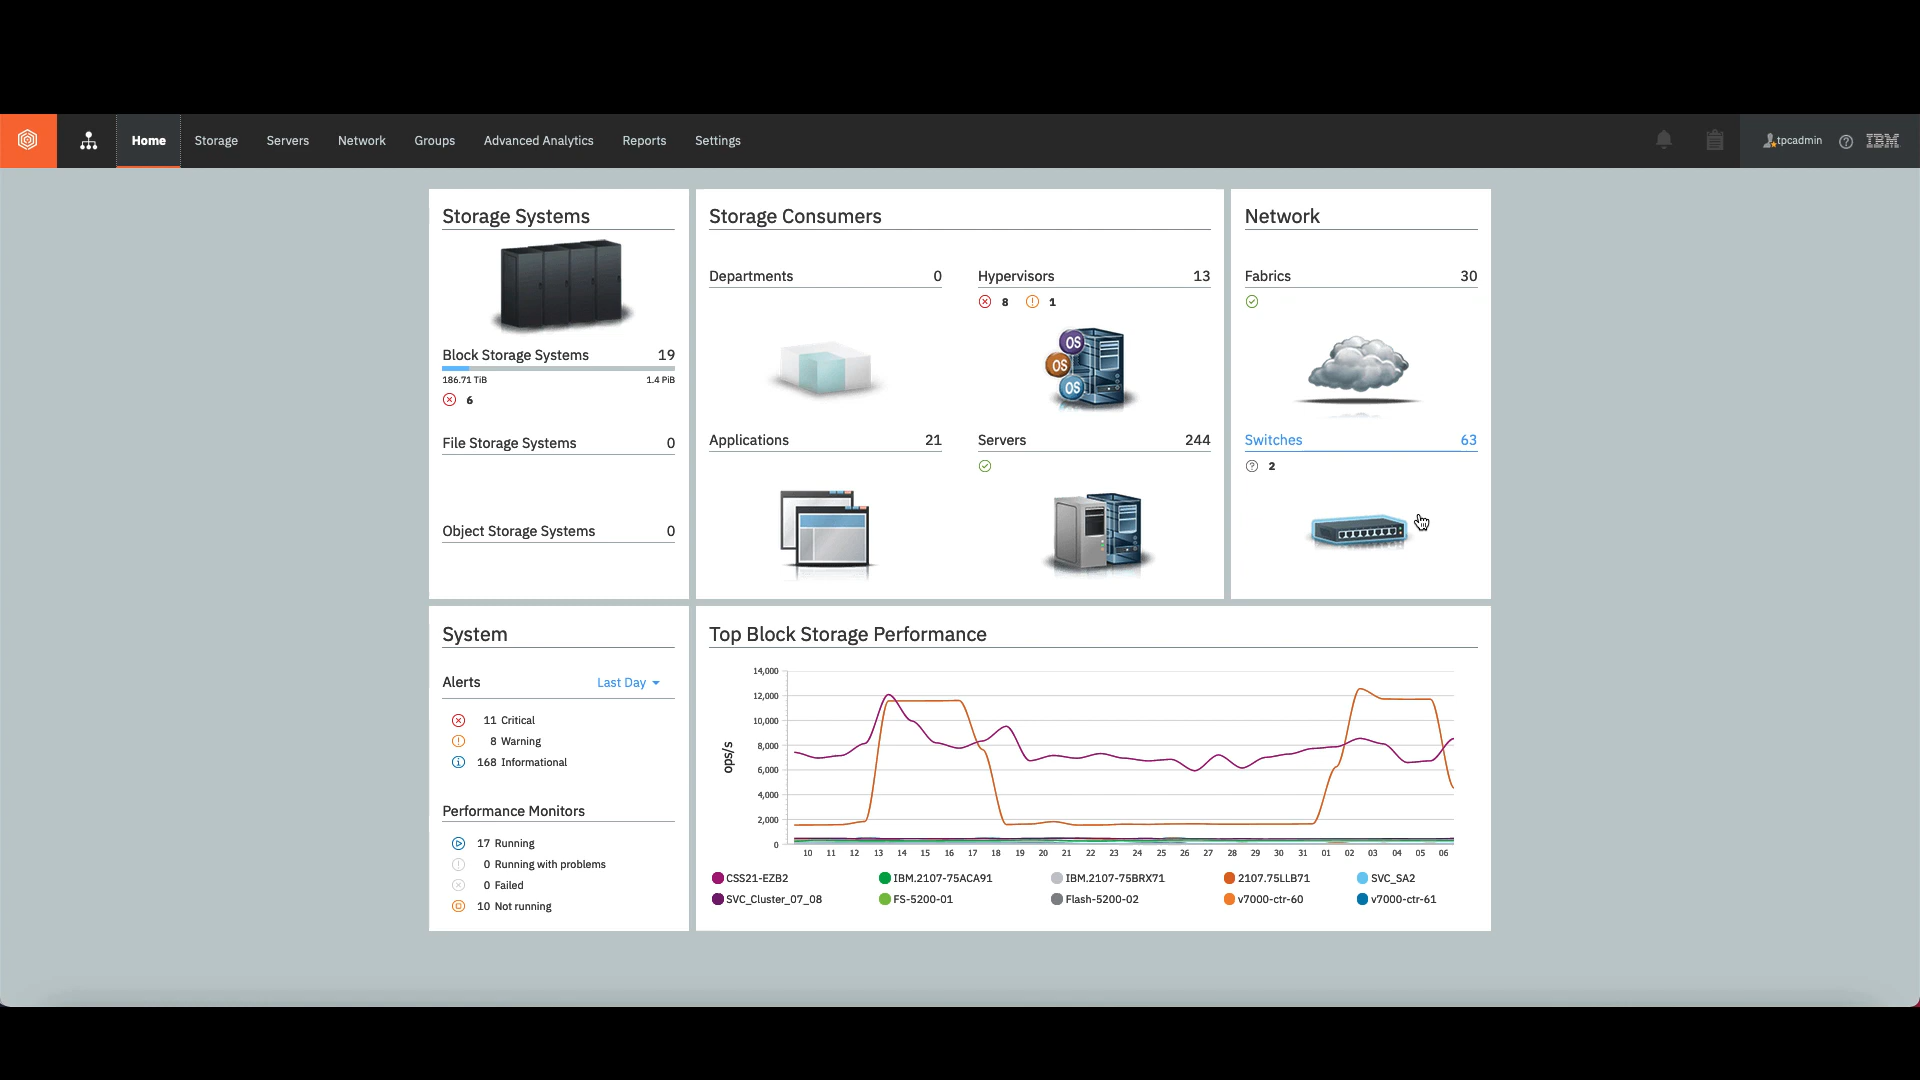 Home Storage Servers Network Groups Advanced Analytics Reports Settings tpcadmin IBM
Storage Systems
Block Storage Systems 19
186.71 TiB 1.4 PiB
6
File Storage Systems 0
Object Storage Systems 0
Storage Consumers
Departments 0
Hypervisors 13
8 1
OS
OS
OS
Applications 21
Servers 244
Network
Fabrics 30
Switches 63
2
System
Alerts Last Day
11 Critical
8 Warning
168 Informational
Performance Monitors
17 Running
0 Running with problems
0 Failed
10 Not running
Top Block Storage Performance
ops/s
14,000
12,000
10,000
8,000
6,000
4,000
2,000
0
10 11 12 13 14 15 16 17 18 19 20 21 22 23 24 25 26 27 28 29 30 31 01 02 03 04 05 06
CSS21-EZB2 IBM.2107-75ACA91 IBM.2107-75BRX71 2107.75LLB71 SVC_SA2
SVC_Cluster_07_08 FS-5200-01 Flash-5200-02 v7000-ctr-60 v7000-ctr-61